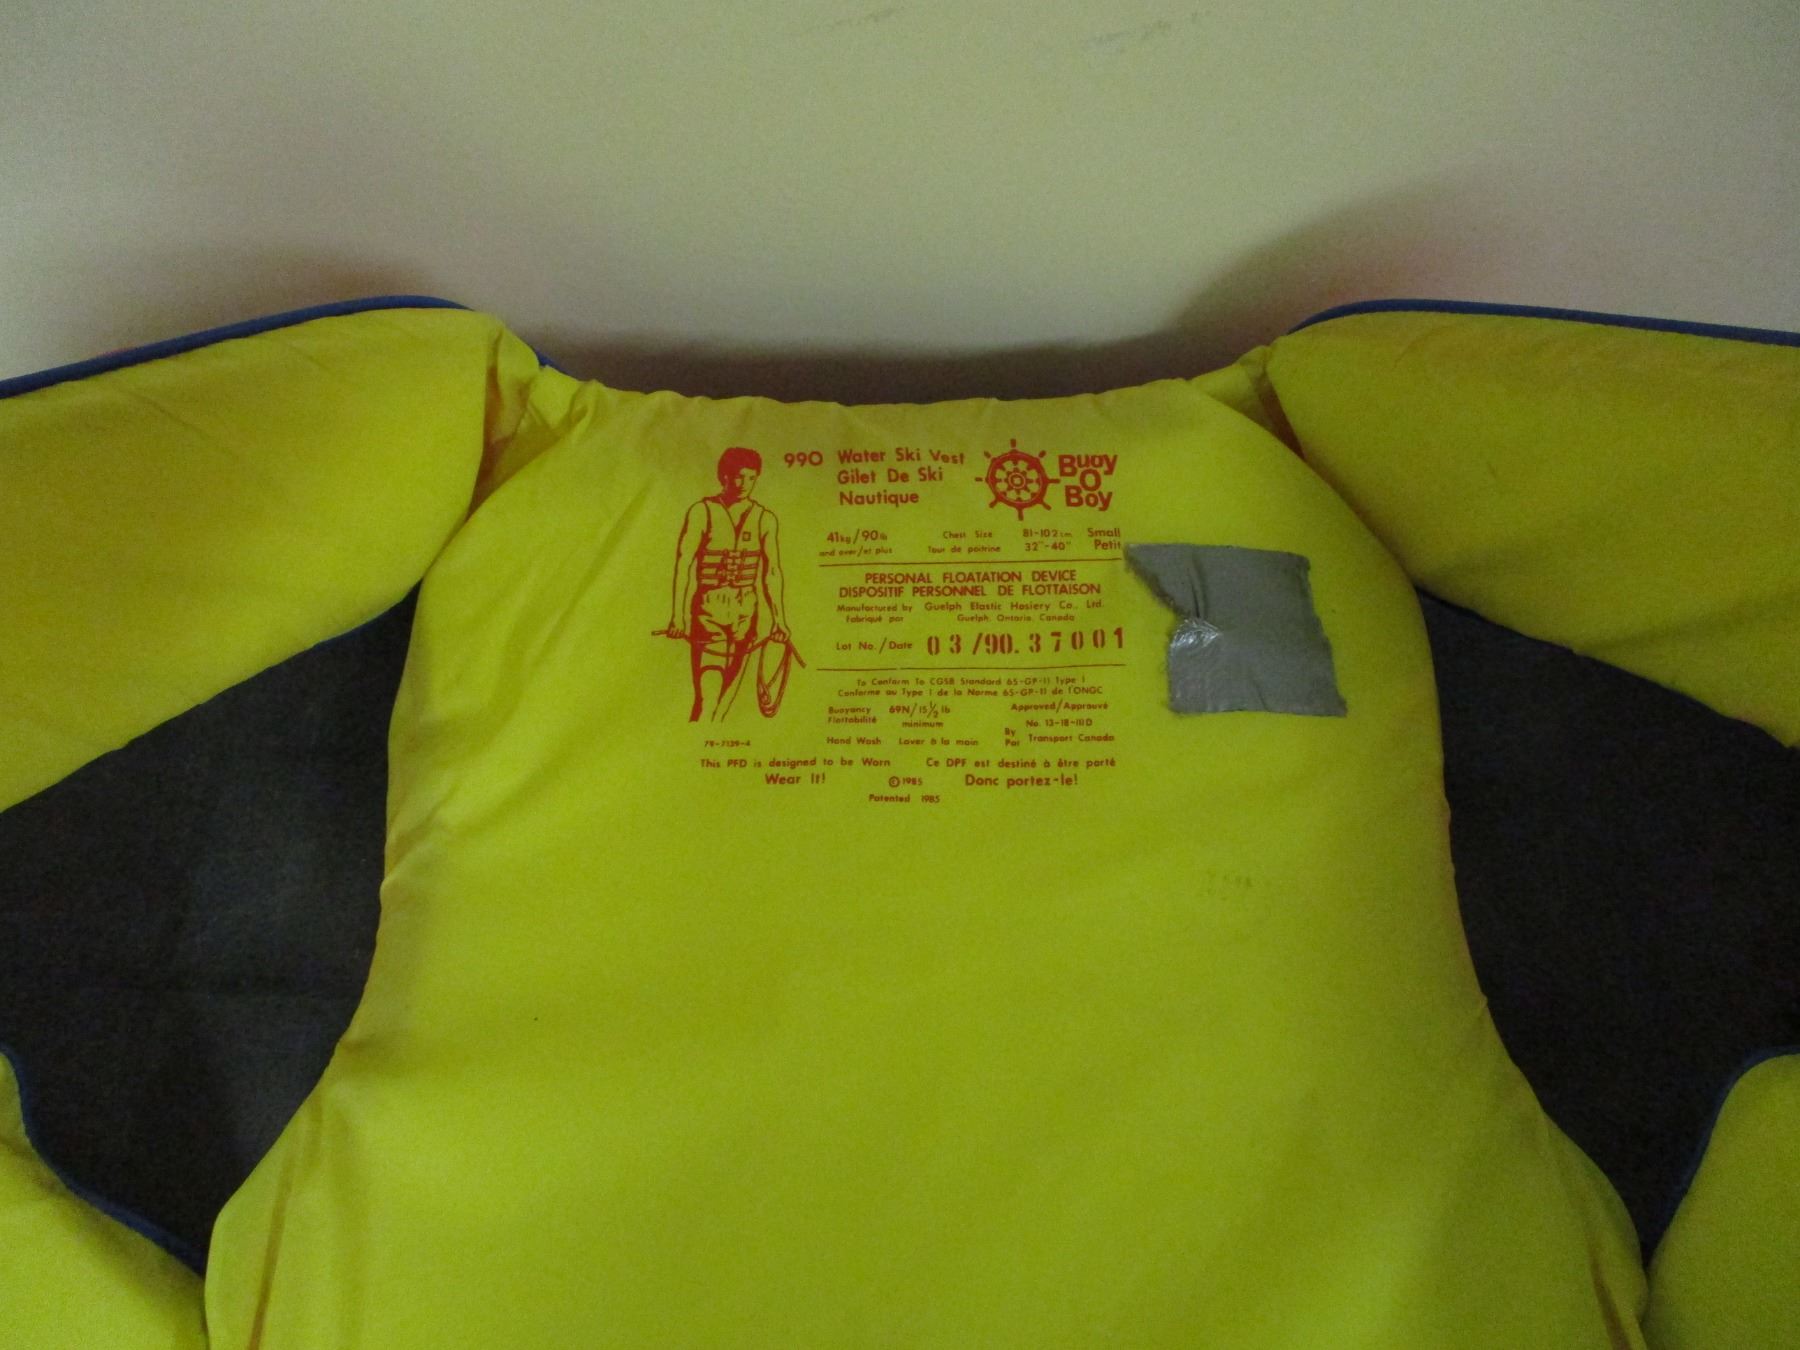 990 Water Ski Vest
Gilet De Ski
Nautique
Buoy
O'
Boy
41kg/90lb Chest Size 81-102cm Small
and over/et plus Tour de poitrine 32"-40" Petit
PERSONAL FLOATATION DEVICE
DISPOSITIF PERSONNEL DE FLOTTAISON
Manufactured by Guelph Elastic Hosiery Co., Ltd.
Fabriqué par Guelph, Ontario, Canada
Lot No./Date 03/90.37001
To Conform To CGSB Standard 65-GP-11 Type 1
Conforme au Type 1 de la Norme 65-GP-11 de l'ONGC
Buoyancy 69N/15½ lb Approved/Approuvé
Flottabilité minimum No. 13-18-111D
Hand Wash Laver à la main By Par Transport Canada
79-7139-4
This PFD is designed to be Worn Ce DPF est destiné à être porté
Wear It! ©1985 Donc portez-le!
Patented 1985